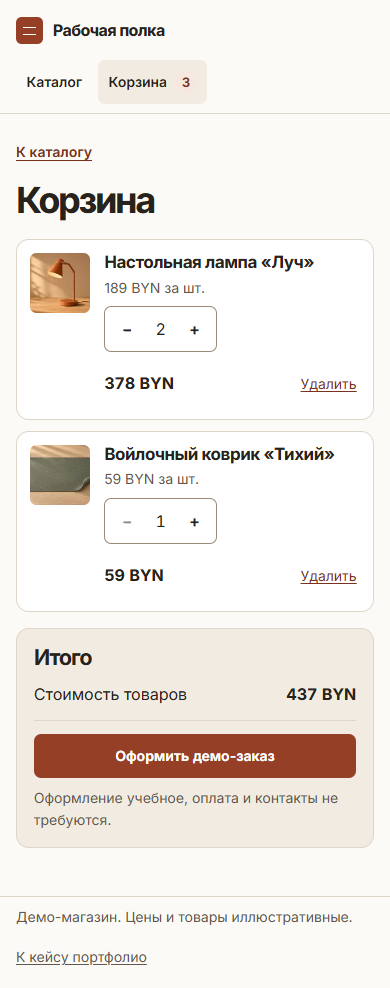 Рабочая полка
Каталог
Корзина 3
К каталогу
Корзина
Настольная лампа «Луч»
189 BYN за шт.
− 2 +
378 BYN Удалить
Войлочный коврик «Тихий»
59 BYN за шт.
− 1 +
59 BYN Удалить
Итого
Стоимость товаров 437 BYN
Оформить демо-заказ
Оформление учебное, оплата и контакты не
требуются.
Демо-магазин. Цены и товары иллюстративные.
К кейсу портфолио